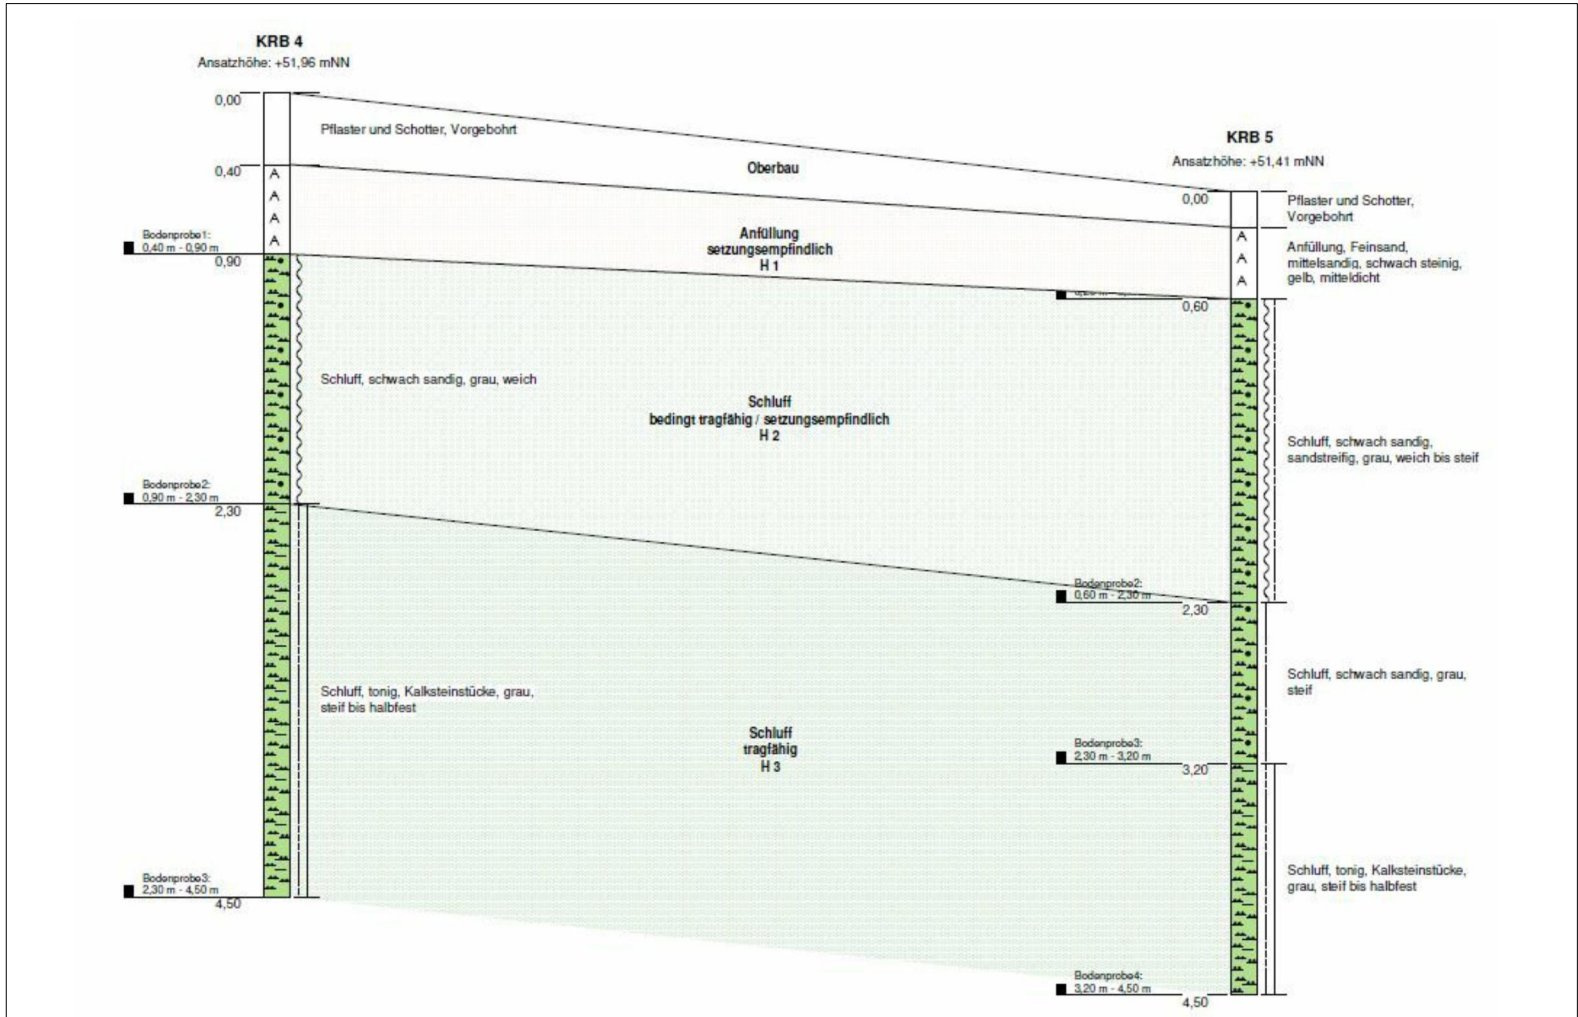 KRB 4
Ansatzhöhe: +51,96 mNN
0,00
Pflaster und Schotter, Vorgebohrt
0,40
A
A
A
A
Bodenprobe1:
0,40 m - 0,90 m
0,90
Schluff, schwach sandig, grau, weich
Bodenprobe2:
0,90 m - 2,30 m
2,30
Schluff, tonig, Kalksteinstücke, grau,
steif bis halbfest
Bodenprobe3:
2,30 m - 4,50 m
4,50
Oberbau
Anfüllung
setzungsempfindlich
H 1
Schluff
bedingt tragfähig / setzungsempfindlich
H 2
Schluff
tragfähig
H 3
KRB 5
Ansatzhöhe: +51,41 mNN
0,00
Pflaster und Schotter,
Vorgebohrt
A
A
A
Anfüllung, Feinsand,
mittelsandig, schwach steinig,
gelb, mitteldicht
0,60
Schluff, schwach sandig,
sandstreifig, grau, weich bis steif
Bodenprobe2:
0,60 m - 2,30 m
2,30
Schluff, schwach sandig, grau,
steif
Bodenprobe3:
2,30 m - 3,20 m
3,20
Schluff, tonig, Kalksteinstücke,
grau, steif bis halbfest
Bodenprobe4:
3,20 m - 4,50 m
4,50